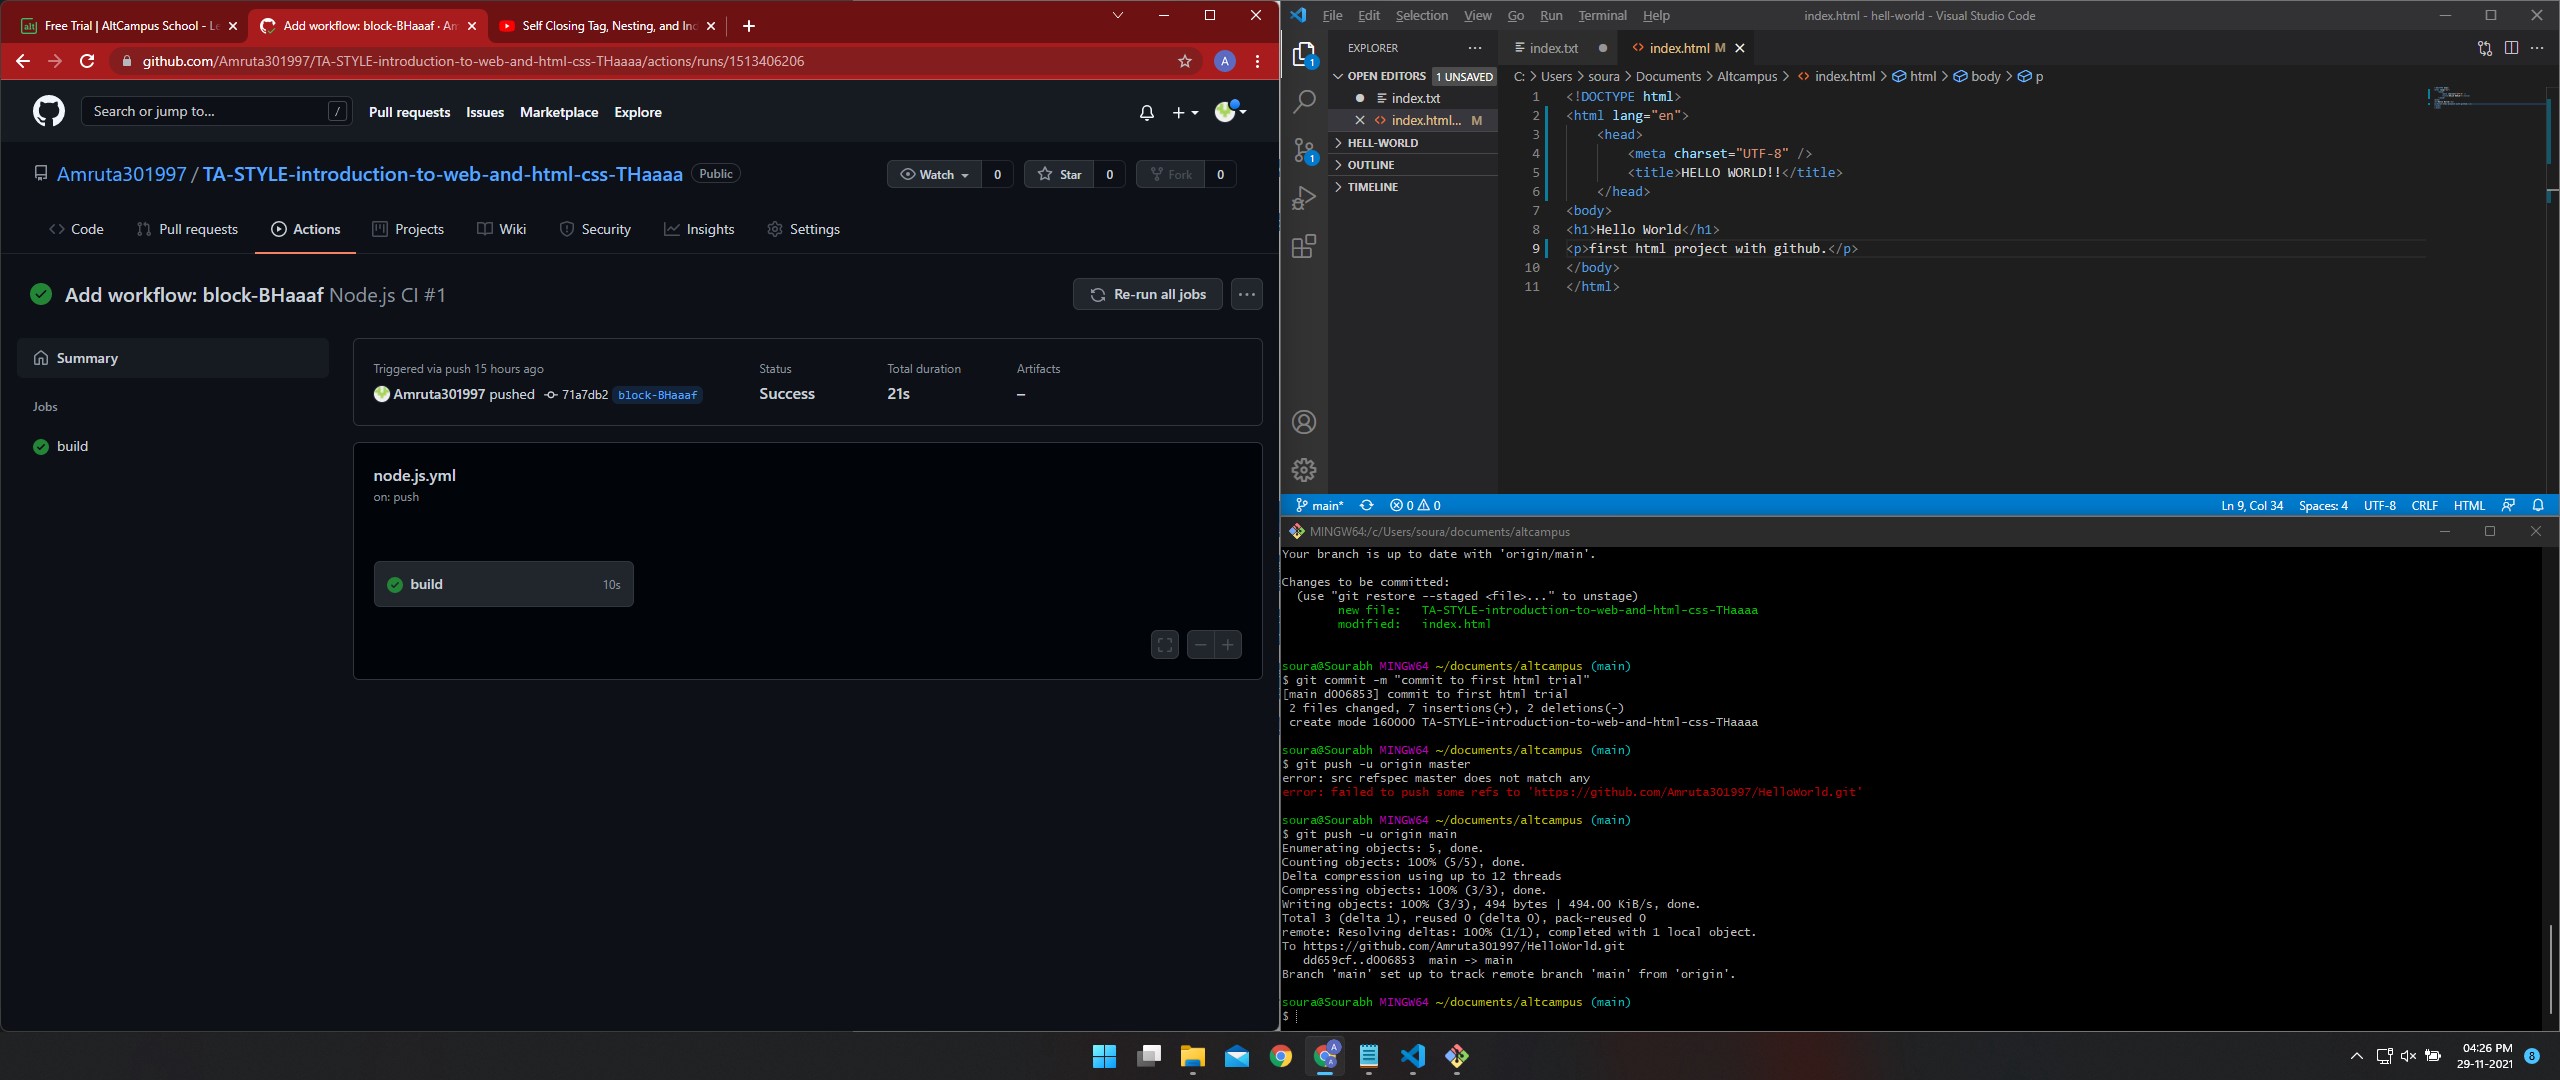 Free Trial | AltCampus School - Le
Add workflow: block-BHaaaf · Am
Self Closing Tag, Nesting, and Inc
github.com/Amruta301997/TA-STYLE-introduction-to-web-and-html-css-THaaaa/actions/runs/1513406206
A
Search or jump to...
/
Pull requests
Issues
Marketplace
Explore
Amruta301997 / TA-STYLE-introduction-to-web-and-html-css-THaaaa
Public
Watch
0
Star
0
Fork
0
Code
Pull requests
Actions
Projects
Wiki
Security
Insights
Settings
Add workflow: block-BHaaaf Node.js CI #1
Re-run all jobs
Summary
Jobs
build
Triggered via push 15 hours ago
Amruta301997 pushed 71a7db2 block-BHaaaf
Status
Success
Total duration
21s
Artifacts
–
node.js.yml
on: push
build
10s
File Edit Selection View Go Run Terminal Help
index.html - hell-world - Visual Studio Code
EXPLORER
OPEN EDITORS
1 UNSAVED
index.txt
index.html...
M
HELL-WORLD
OUTLINE
TIMELINE
1
1
index.txt
index.html M
C: > Users > soura > Documents > Altcampus > index.html > html > body > p
1 <!DOCTYPE html>
2 <html lang="en">
3 <head>
4 <meta charset="UTF-8" />
5 <title>HELLO WORLD!!</title>
6 </head>
7 <body>
8 <h1>Hello World</h1>
9 <p>first html project with github.</p>
10 </body>
11 </html>
main*
0
0
Ln 9, Col 34
Spaces: 4
UTF-8
CRLF
HTML
MINGW64:/c/Users/soura/documents/altcampus
Your branch is up to date with 'origin/main'.
Changes to be committed:
(use "git restore --staged <file>..." to unstage)
new file: TA-STYLE-introduction-to-web-and-html-css-THaaaa
modified: index.html
soura@Sourabh MINGW64 ~/documents/altcampus (main)
$ git commit -m "commit to first html trial"
[main d006853] commit to first html trial
2 files changed, 7 insertions(+), 2 deletions(-)
create mode 160000 TA-STYLE-introduction-to-web-and-html-css-THaaaa
soura@Sourabh MINGW64 ~/documents/altcampus (main)
$ git push -u origin master
error: src refspec master does not match any
error: failed to push some refs to 'https://github.com/Amruta301997/HelloWorld.git'
soura@Sourabh MINGW64 ~/documents/altcampus (main)
$ git push -u origin main
Enumerating objects: 5, done.
Counting objects: 100% (5/5), done.
Delta compression using up to 12 threads
Compressing objects: 100% (3/3), done.
Writing objects: 100% (3/3), 494 bytes | 494.00 KiB/s, done.
Total 3 (delta 1), reused 0 (delta 0), pack-reused 0
remote: Resolving deltas: 100% (1/1), completed with 1 local object.
To https://github.com/Amruta301997/HelloWorld.git
dd659cf..d006853 main -> main
Branch 'main' set up to track remote branch 'main' from 'origin'.
soura@Sourabh MINGW64 ~/documents/altcampus (main)
$
04:26 PM
29-11-2021
8